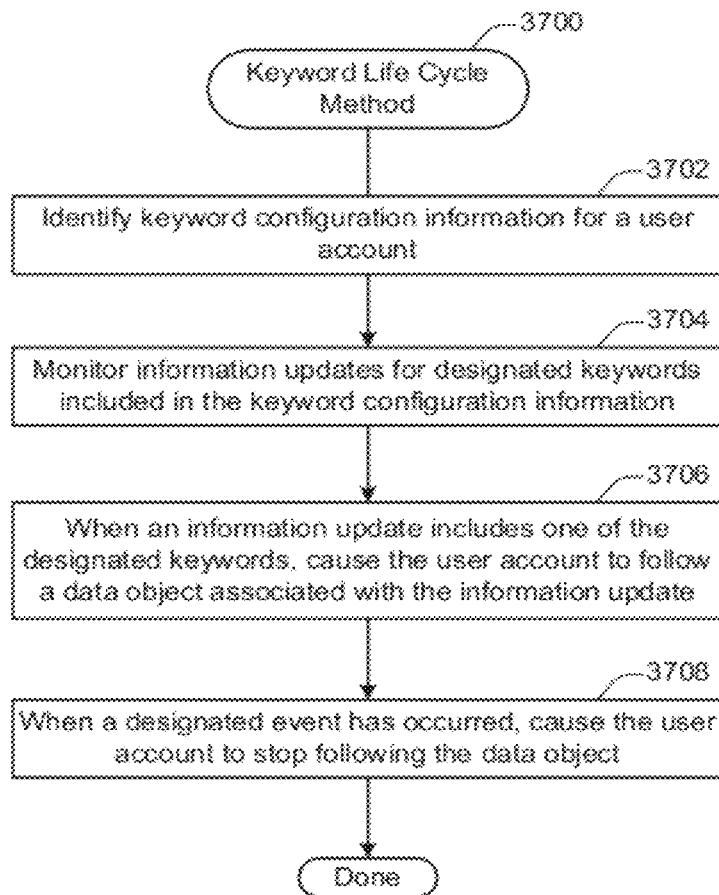 3700
Keyword Life Cycle
Method
3702
Identify keyword configuration information for a user
account
3704
Monitor information updates for designated keywords
included in the keyword configuration information
3706
When an information update includes one of the
designated keywords, cause the user account to follow
a data object associated with the information update
3708
When a designated event has occurred, cause the user
account to stop following the data object
Done